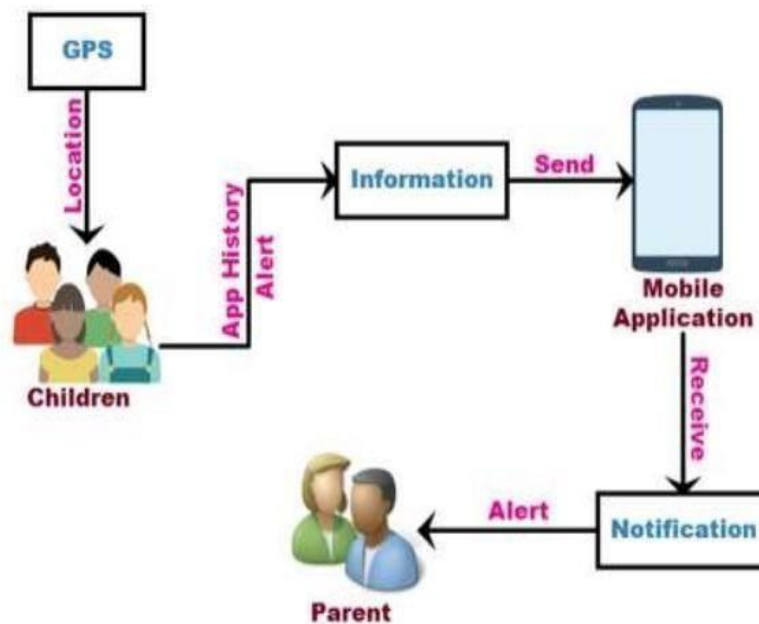 GPS
Location
Children
App History
Alert
Information
Send
Mobile
Application
Receive
Notification
Alert
Parent